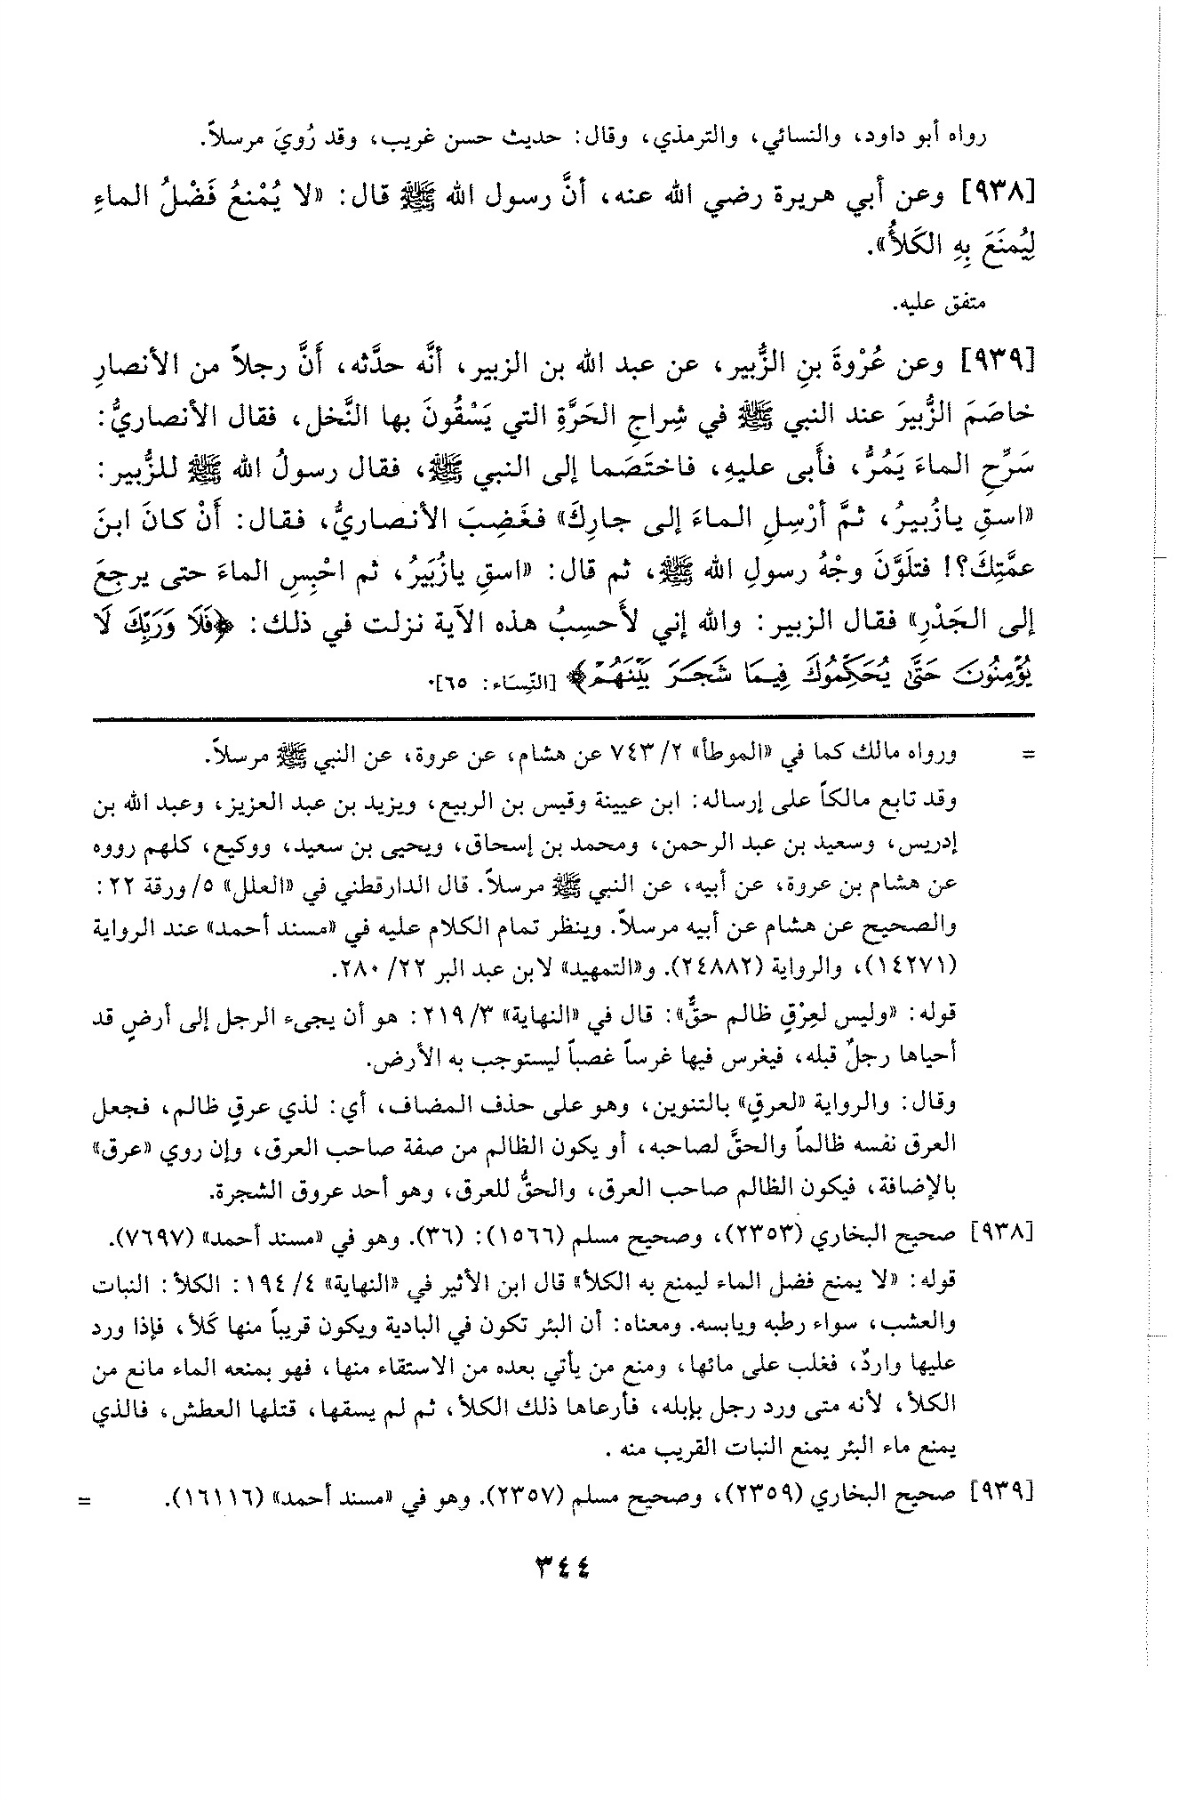 رواه أبو داود، والنسائي، والترمذي، وقال: حديث حسن غريب، وقد رُويَ مرسلاً.
[٩٣٨] وعن أبي هريرة رضي الله عنه، أنَّ رسول الله ﷺ قال: «لا يُمْنعُ فَضْلُ الماءِ
لِيُمنَعَ بِهِ الكَلأُ».
متفق عليه.
[٩٣٩] وعن عُرْوةَ بنِ الزُّبير، عن عبد الله بن الزبير، أنَّه حدَّثه، أَنَّ رجلاً من الأنصارِ
خاصَمَ الزُّبيرَ عند النبي ﷺ في شِراجِ الحَرَّةِ التي يَسْقُونَ بها النَّخل، فقال الأنصاريُّ:
سَرِّحِ الماءَ يَمُرُّ، فأَبى عليهِ، فاختَصَما إلى النبي ﷺ، فقال رسولُ الله ﷺ للزُّبير:
«اسقِ يازُبيرُ، ثمَّ أرْسِلِ الماءَ إلى جارِكَ» فغَضِبَ الأنصاريُّ، فقال: أَنْ كانَ ابنَ
عمَّتِكَ؟! فتلَوَّنَ وجْهُ رسولِ الله ﷺ، ثم قال: «اسقِ يازُبَيرُ، ثم احْبِسِ الماءَ حتى يرجِعَ
إلى الجَدْرِ» فقال الزبير: والله إني لأَحسِبُ هذه الآية نزلت في ذلك: ﴿فَلَا وَرَبِّكَ لَا
يُؤْمِنُونَ حَتَّىٰ يُحَكِّمُوكَ فِيمَا شَجَرَ بَيْنَهُمْ﴾ [النِّسَاء: ٦٥].
= ورواه مالك كما في «الموطأ» ٧٤٣/٢ عن هشام، عن عروة، عن النبي ﷺ مرسلاً.
وقد تابع مالكاً على إرساله: ابن عيينة وقيس بن الربيع، ويزيد بن عبد العزيز، وعبد الله بن
إدريس، وسعيد بن عبد الرحمن، ومحمد بن إسحاق، ويحيى بن سعيد، ووكيع، كلهم رووه
عن هشام بن عروة، عن أبيه، عن النبي ﷺ مرسلاً. قال الدارقطني في «العلل» ٥/ ورقة ٢٢:
والصحيح عن هشام عن أبيه مرسلاً. وينظر تمام الكلام عليه في «مسند أحمد» عند الرواية
(١٤٢٧١)، والرواية (٢٤٨٨٢). و«التمهيد» لابن عبد البر ٢٢/ ٢٨٠.
قوله: «وليس لعِرْقٍ ظالم حقٌّ»: قال في «النهاية» ٢١٩/٣: هو أن يجيء الرجل إلى أرضٍ قد
أحياها رجلٌ قبله، فيغرس فيها غرساً غصباً ليستوجب به الأرض.
وقال: والرواية «لعرقٍ» بالتنوين، وهو على حذف المضاف، أي: لذي عرقٍ ظالم، فجعل
العرق نفسه ظالماً والحقَّ لصاحبه، أو يكون الظالم من صفة صاحب العرق، وإن روي «عرق»
بالإضافة، فيكون الظالم صاحب العرق، والحقُّ للعرق، وهو أحد عروق الشجرة.
[٩٣٨] صحيح البخاري (٢٣٥٣)، وصحيح مسلم (١٥٦٦): (٣٦). وهو في «مسند أحمد» (٧٦٩٧).
قوله: «لا يمنع فضل الماء ليمنع به الكلأ» قال ابن الأثير في «النهاية» ٤/ ١٩٤: الكلأ: النبات
والعشب، سواء رطبه ويابسه. ومعناه: أن البئر تكون في البادية ويكون قريباً منها كَلأ، فإذا ورد
عليها واردٌ، فغلب على مائها، ومنع من يأتي بعده من الاستقاء منها، فهو بمنعه الماء مانع من
الكلأ، لأنه متى ورد رجل بإبله، فأرعاها ذلك الكلأ، ثم لم يسقها، قتلها العطش، فالذي
يمنع ماء البئر يمنع النبات القريب منه.
[٩٣٩] صحيح البخاري (٢٣٥٩)، وصحيح مسلم (٢٣٥٧). وهو في «مسند أحمد» (١٦١١٦). =
٣٤٤